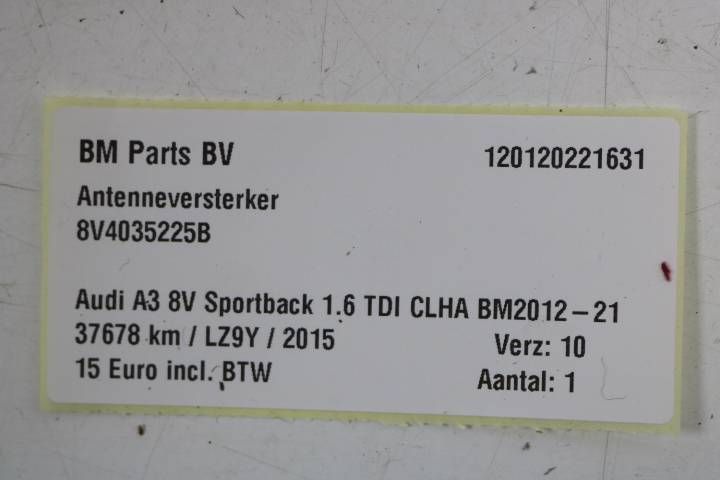 BM Parts BV 120120221631
Antenneversterker
8V4035225B
Audi A3 8V Sportback 1.6 TDI CLHA BM2012-21
37678 km / LZ9Y / 2015 Verz: 10
15 Euro incl. BTW Aantal: 1